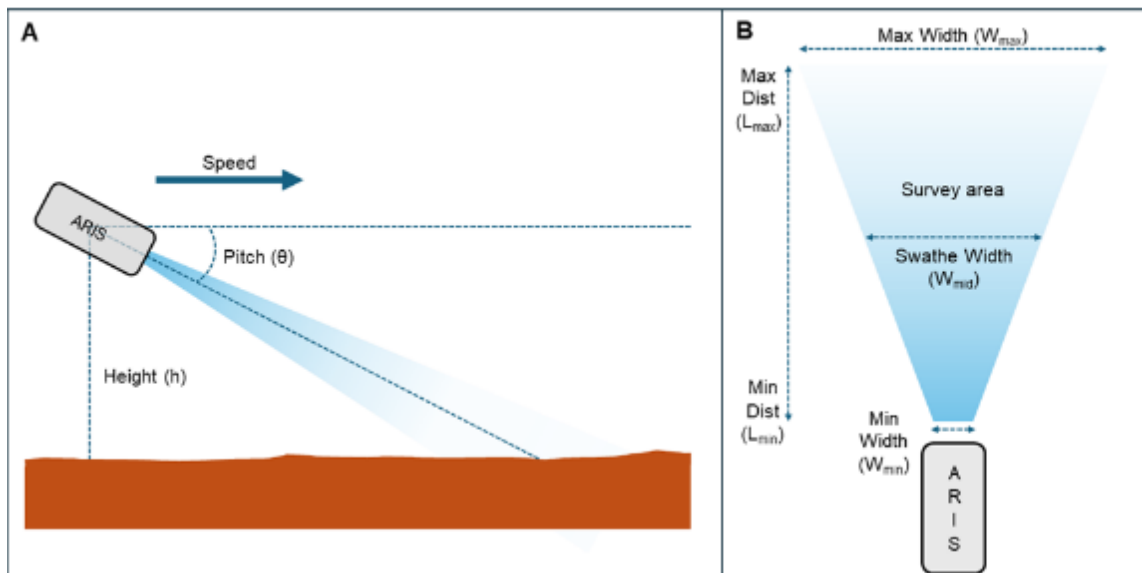 A
Speed
ARIS
Pitch (θ)
Height (h)
B
Max Width (Wmax)
Max
Dist
(Lmax)
Survey area
Swathe Width
(Wmid)
Min
Dist
(Lmin)
Min
Width
(Wmin)
A
R
I
S